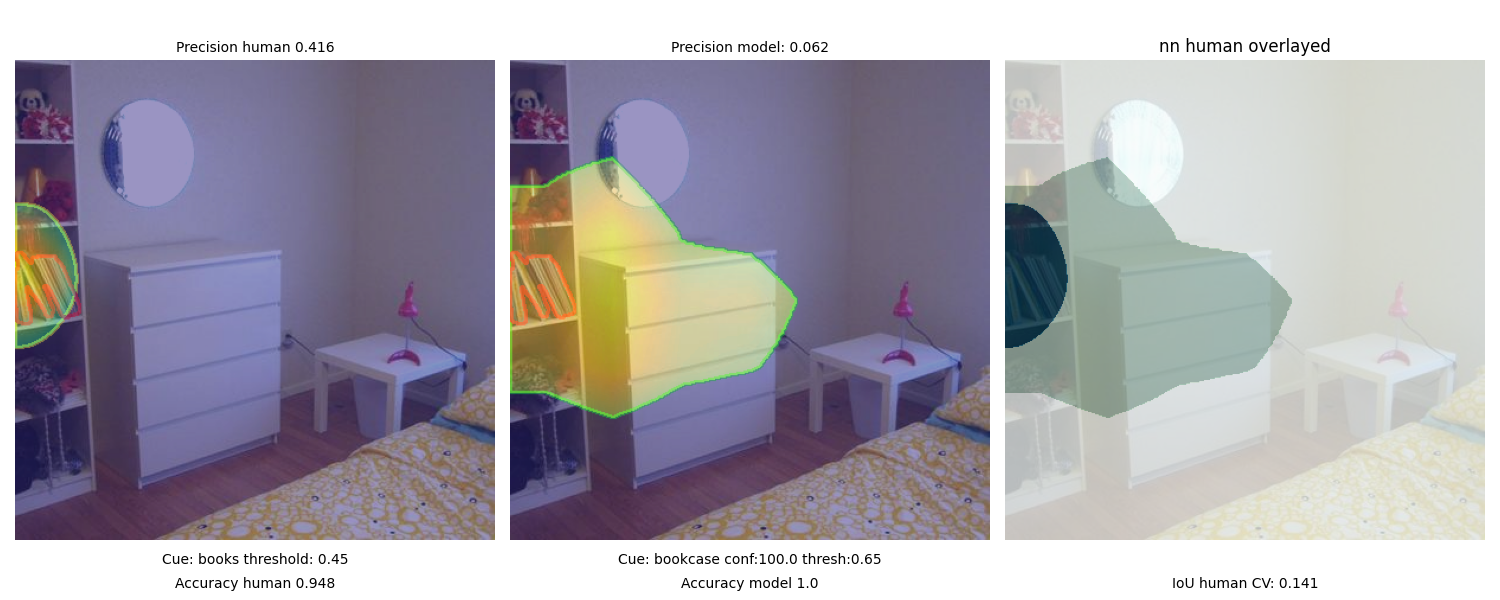 Precision human 0.416
Precision model: 0.062
nn human overlayed
Cue: books threshold: 0.45
Accuracy human 0.948
Cue: bookcase conf:100.0 thresh:0.65
Accuracy model 1.0
IoU human CV: 0.141